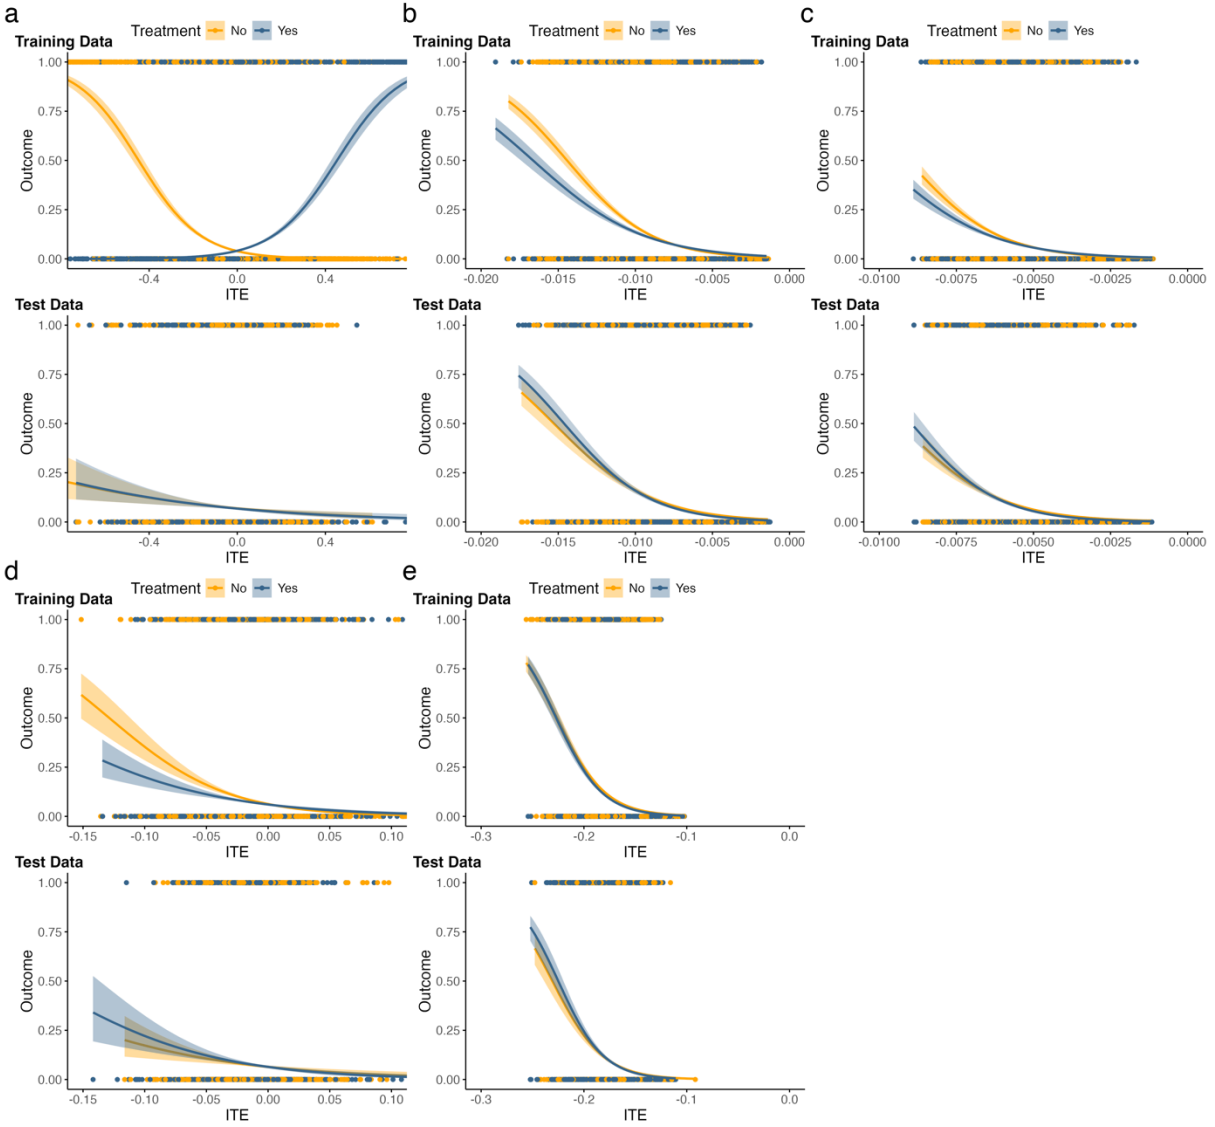 a
Treatment No Yes
Training Data
1.00
0.75
0.50
0.25
0.00
Outcome
-0.4 0.0 0.4
ITE
Test Data
1.00
0.75
0.50
0.25
0.00
Outcome
-0.4 0.0 0.4
ITE
b
Treatment No Yes
Training Data
1.00
0.75
0.50
0.25
0.00
Outcome
-0.020 -0.015 -0.010 -0.005 0.000
ITE
Test Data
1.00
0.75
0.50
0.25
0.00
Outcome
-0.020 -0.015 -0.010 -0.005 0.000
ITE
c
Treatment No Yes
Training Data
1.00
0.75
0.50
0.25
0.00
Outcome
-0.0100 -0.0075 -0.0050 -0.0025 0.0000
ITE
Test Data
1.00
0.75
0.50
0.25
0.00
Outcome
-0.0100 -0.0075 -0.0050 -0.0025 0.0000
ITE
d
Treatment No Yes
Training Data
1.00
0.75
0.50
0.25
0.00
Outcome
-0.15 -0.10 -0.05 0.00 0.05 0.10
ITE
Test Data
1.00
0.75
0.50
0.25
0.00
Outcome
-0.15 -0.10 -0.05 0.00 0.05 0.10
ITE
e
Treatment No Yes
Training Data
1.00
0.75
0.50
0.25
0.00
Outcome
-0.3 -0.2 -0.1 0.0
ITE
Test Data
1.00
0.75
0.50
0.25
0.00
Outcome
-0.3 -0.2 -0.1 0.0
ITE